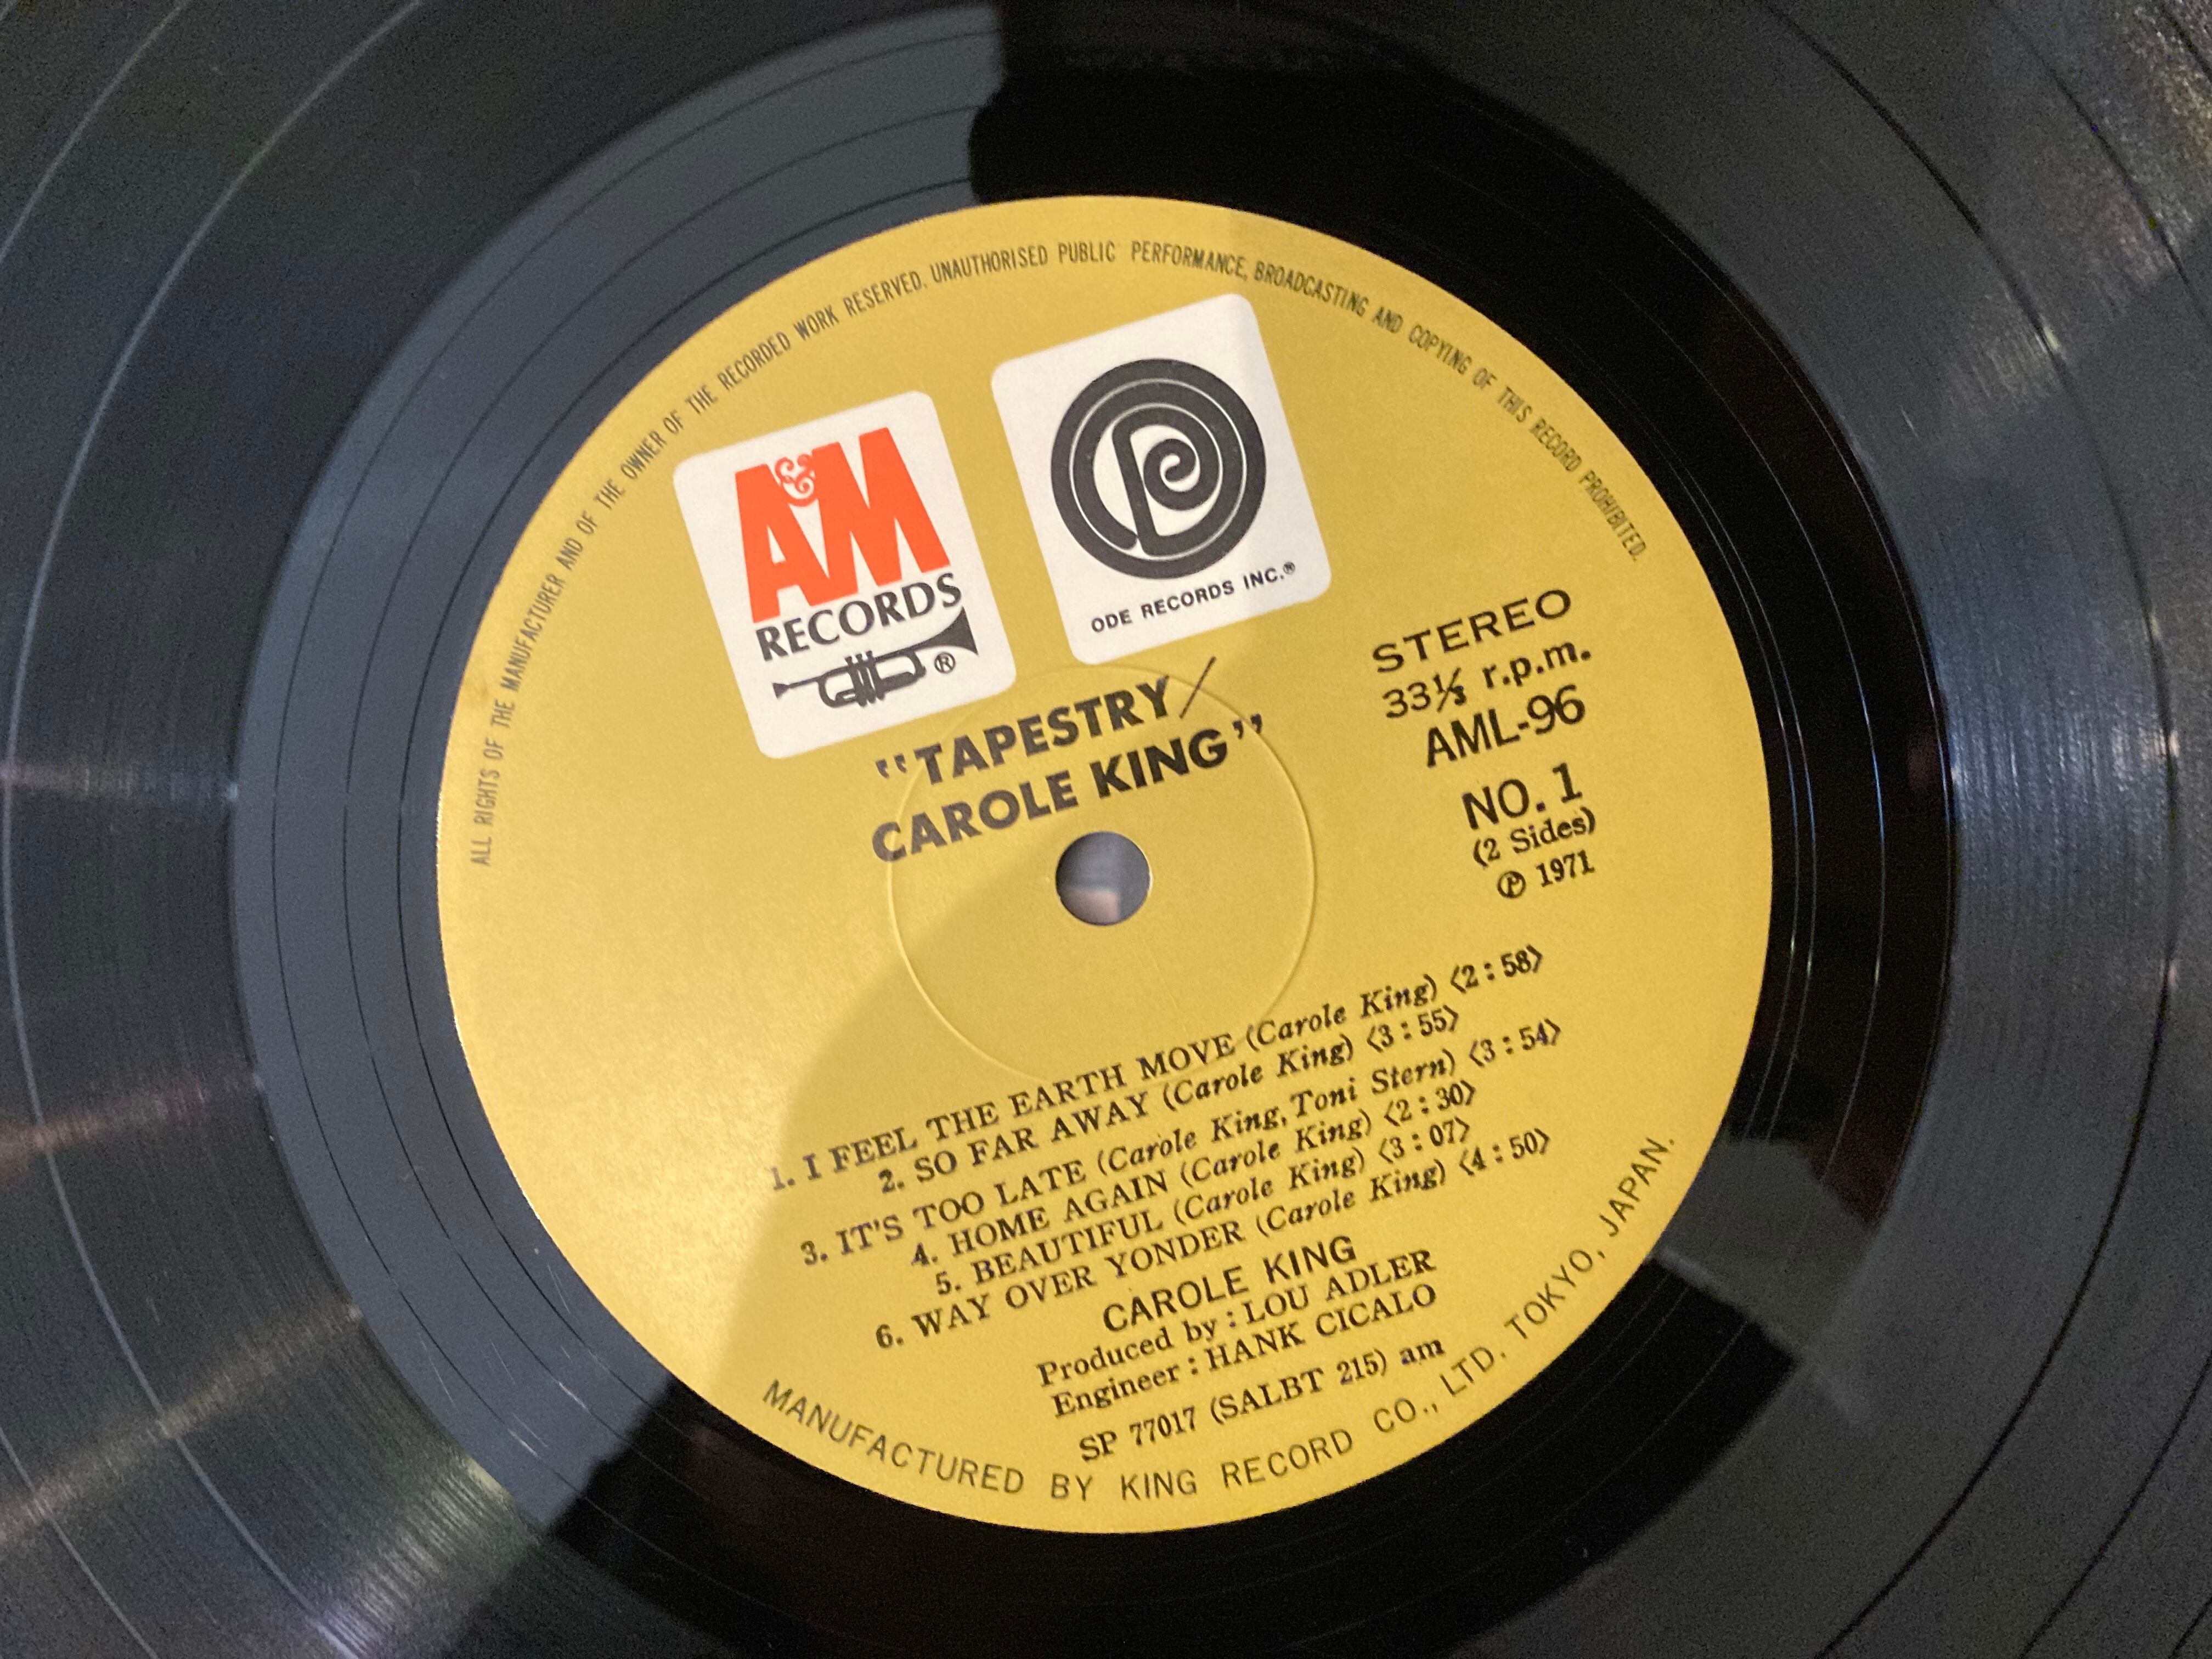 ALL RIGHTS OF THE MANUFACTURER AND OF THE OWNER OF THE RECORDED WORK RESERVED. UNAUTHORISED PUBLIC PERFORMANCE, BROADCASTING AND COPYING OF THIS RECORD PROHIBITED.
A&M
RECORDS
®
ODE RECORDS INC.®
"TAPESTRY/
CAROLE KING"
STEREO
33⅓ r.p.m.
AML-96
NO. 1
(2 Sides)
℗ 1971
1. I FEEL THE EARTH MOVE (Carole King) 〈2:58〉
2. SO FAR AWAY (Carole King) 〈3:55〉
3. IT'S TOO LATE (Carole King, Toni Stern) 〈3:54〉
4. HOME AGAIN (Carole King) 〈2:30〉
5. BEAUTIFUL (Carole King) 〈3:07〉
6. WAY OVER YONDER (Carole King) 〈4:50〉
CAROLE KING
Produced by : LOU ADLER
Engineer : HANK CICALO
SP 77017 (SALBT 215) am
MANUFACTURED BY KING RECORD CO., LTD. TOKYO, JAPAN.